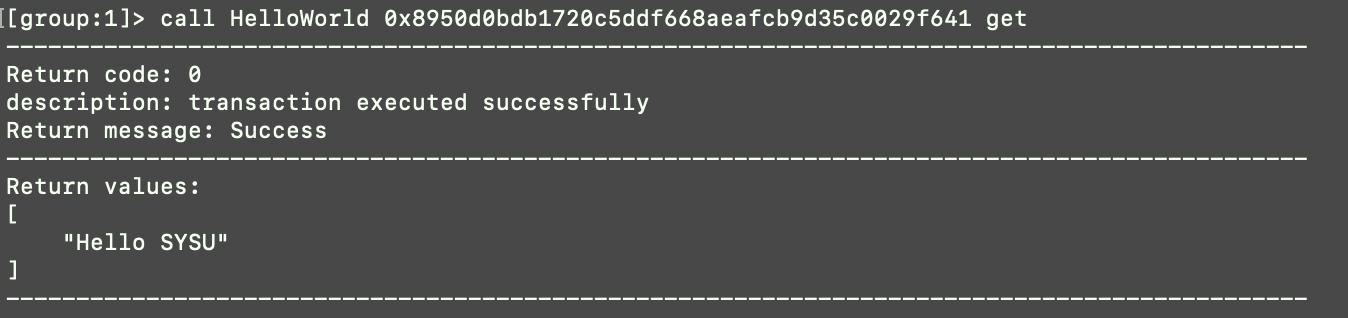 [[group:1]> call HelloWorld 0x8950d0bdb1720c5ddf668aeafcb9d35c0029f641 get
---------------------------------------------------------------------------------------------
Return code: 0
description: transaction executed successfully
Return message: Success
---------------------------------------------------------------------------------------------
Return values:
[
    "Hello SYSU"
]
---------------------------------------------------------------------------------------------